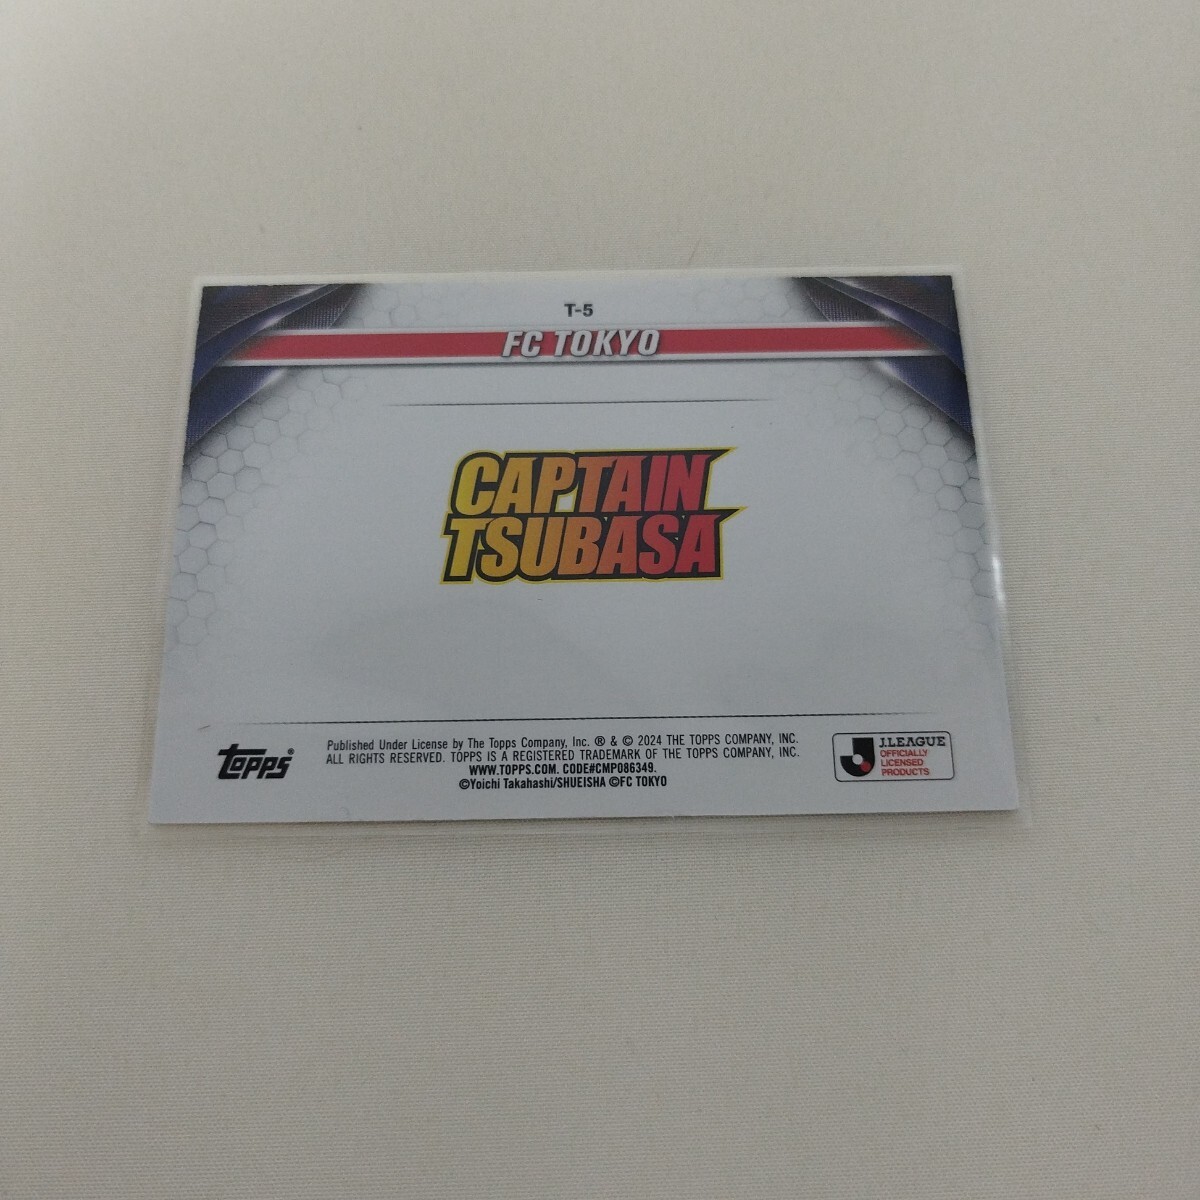 T-5
FC TOKYO
CAPTAIN
TSUBASA
topps®
Published Under License by The Topps Company, Inc. ® & © 2024 THE TOPPS COMPANY, INC.
ALL RIGHTS RESERVED. TOPPS IS A REGISTERED TRADEMARK OF THE TOPPS COMPANY, INC.
WWW.TOPPS.COM. CODE#CMP086349.
©Yoichi Takahashi/SHUEISHA ©FC TOKYO
J.LEAGUE
OFFICIALLY
LICENSED
PRODUCTS